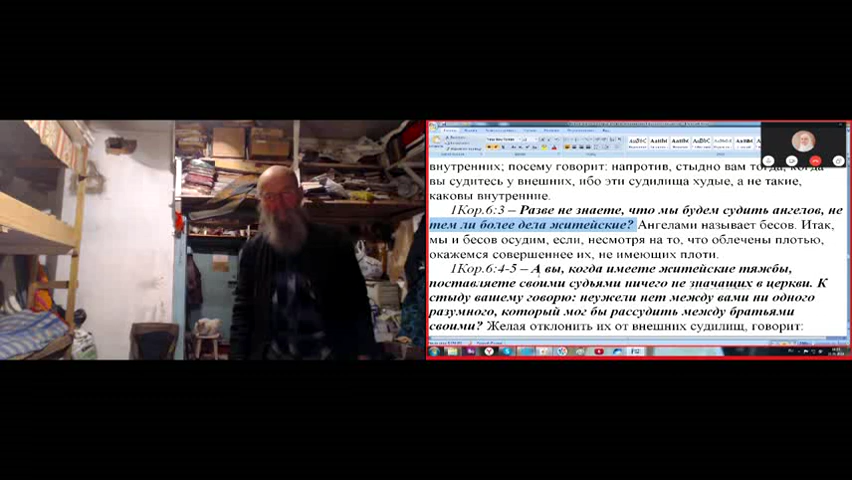 внутренних; посему говорит: напротив, стыдно вам тогда, когда
вы судитесь у внешних, ибо эти судилища худые, а не такие,
каковы внутренние.
1Кор.6:3 – Разве не знаете, что мы будем судить ангелов, не
тем ли более дела житейские? Ангелами называет бесов. Итак,
мы и бесов осудим, если, несмотря на то, что облечены плотью,
окажемся совершеннее их, не имеющих плоти.
1Кор.6:4-5 – А вы, когда имеете житейские тяжбы,
поставляете своими судьями ничего не значащих в церкви. К
стыду вашему говорю: неужели нет между вами ни одного
разумного, который мог бы рассудить между братьями
своими? Желая отклонить их от внешних судилищ, говорит: